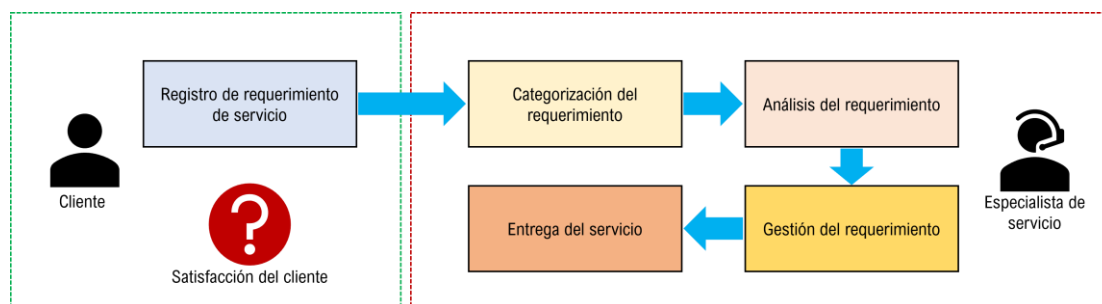 Registro de requerimiento
de servicio
Categorización del
requerimiento
Análisis del requerimiento
Cliente
?
Satisfacción del cliente
Entrega del servicio
Gestión del requerimiento
Especialista de
servicio